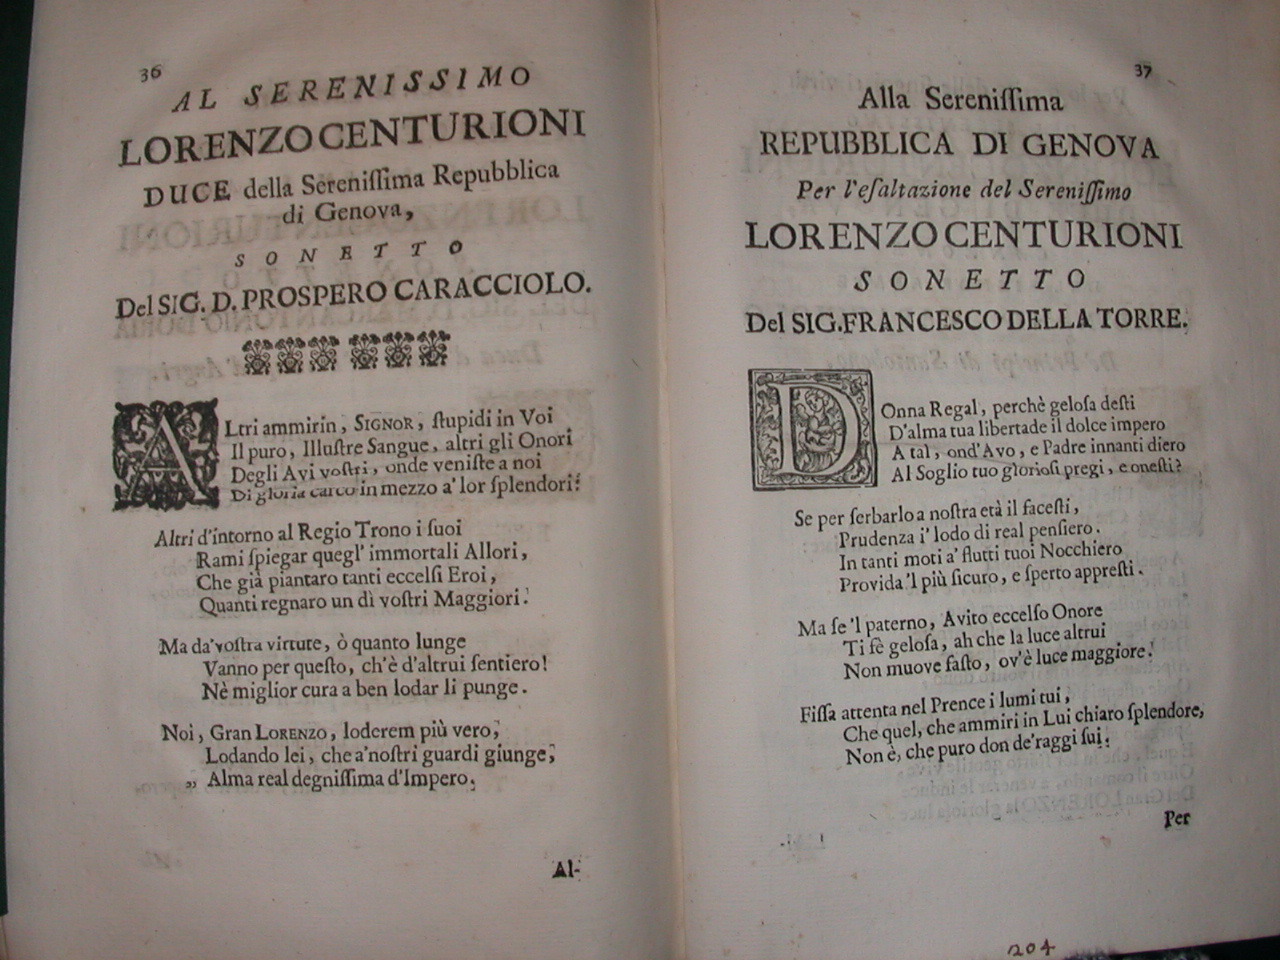 36
AL SERENISSIMO
LORENZO CENTURIONI
DUCE della Sereniſſima Repubblica
di Genova,
SONETTO
Del SIG. D. PROSPERO CARACCIOLO.
ALtri ammirin, SIGNOR, ſtupidi in Voi
Il puro, Illuſtre Sangue, altri gli Onori
Degli Avi voſtri, onde veniſte a noi
Di gloria carco in mezzo a' lor ſplendori:
Altri d'intorno al Regio Trono i ſuoi
Rami ſpiegar quegl' immortali Allori,
Che già piantaro tanti eccelſi Eroi,
Quanti regnaro un dì voſtri Maggiori.
Ma da' voſtra virtute, ò quanto lunge
Vanno per queſto, ch'è d'altrui ſentiero!
Nè miglior cura a ben lodar li punge.
Noi, Gran LORENZO, loderem più vero,
Lodando lei, che a'noſtri guardi giunge,
„ Alma real degniſſima d'Impero.
Al-
37
Alla Sereniſſima
REPUBBLICA DI GENOVA
Per l'eſaltazione del Sereniſſimo
LORENZO CENTURIONI
SONETTO
Del SIG. FRANCESCO DELLA TORRE.
DOnna Regal, perchè geloſa deſti
D'alma tua libertade il dolce impero
A tal, ond'Avo, e Padre innanti diero
Al Soglio tuo glorioſi pregi, e oneſti?
Se per ſerbarlo a noſtra età il faceſti,
Prudenza i' lodo di real penſiero.
In tanti moti a' flutti tuoi Nocchiero
Provida 'l più ſicuro, e ſperto appreſti.
Ma ſe 'l paterno, Avito eccelſo Onore
Ti fè geloſa, ah che la luce altrui
Non muove faſto, ov'è luce maggiore!
Fiſſa attenta nel Prence i lumi tui,
Che quel, che ammiri in Lui chiaro ſplendore,
Non è, che puro don de' raggi ſui.
Per
204